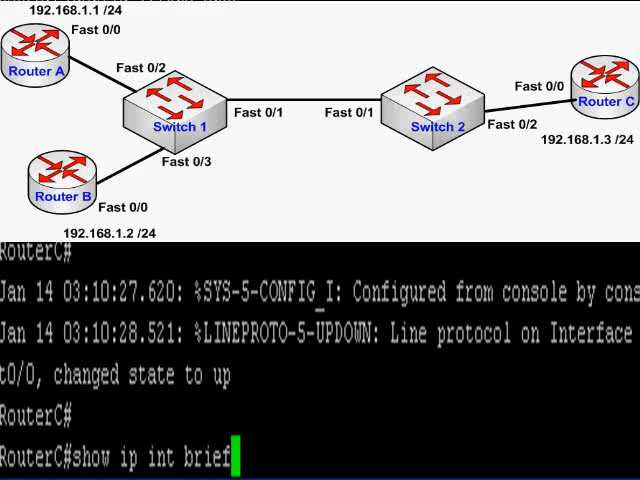 192.168.1.1 /24
Fast 0/0
Router A
Fast 0/2
Switch 1
Fast 0/1
Fast 0/3
Router B
Fast 0/0
192.168.1.2 /24
Fast 0/1
Switch 2
Fast 0/2
Fast 0/0
Router C
192.168.1.3 /24
RouterC#
Jan 14 03:10:27.620: %SYS-5-CONFIG_I: Configured from console by cons
Jan 14 03:10:28.521: %LINEPROTO-5-UPDOWN: Line protocol on Interface
t0/0, changed state to up
RouterC#
RouterC#show ip int brief